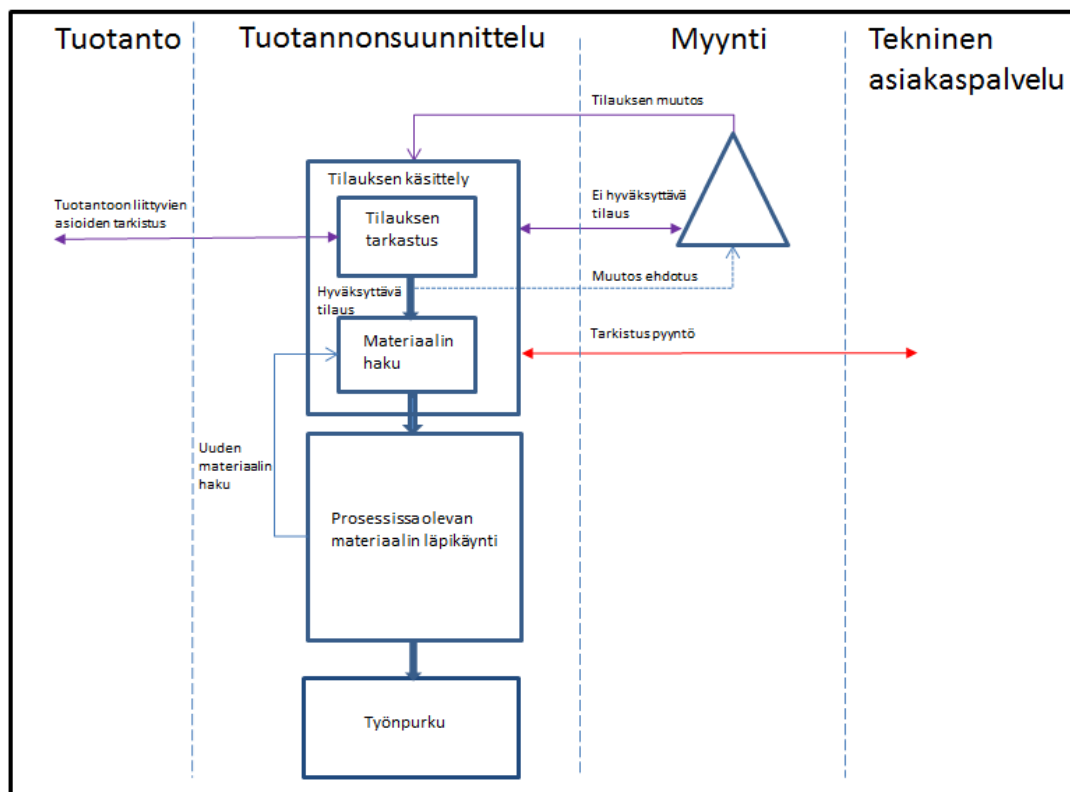 Tuotanto
Tuotannonsuunnittelu
Myynti
Tekninen
asiakaspalvelu
Tilauksen muutos
Tilauksen käsittely
Tuotantoon liittyvien
asioiden tarkistus
Tilauksen
tarkastus
Ei hyväksyttävä
tilaus
Muutos ehdotus
Hyväksyttävä
tilaus
Materiaalin
haku
Tarkistus pyyntö
Uuden
materiaalin
haku
Prosessissa olevan
materiaalin läpikäynti
Työnpurku